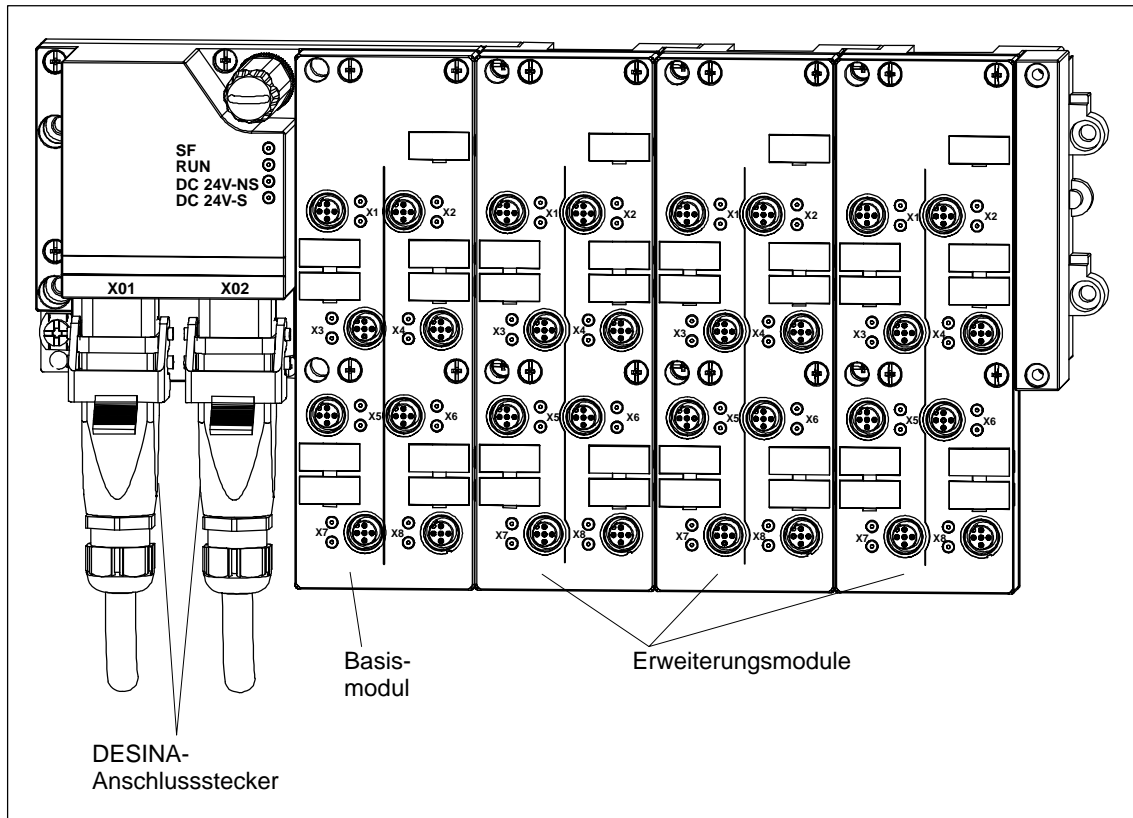 SF
RUN
DC 24V-NS
DC 24V-S
X01 X02
X1 X2 X1 X2 X1 X2 X1 X2
X3 X4 X3 X4 X3 X4 X3 X4
X5 X6 X5 X6 X5 X6 X5 X6
X7 X8 X7 X8 X7 X8 X7 X8
Basis-
modul
Erweiterungsmodule
DESINA-
Anschlussstecker